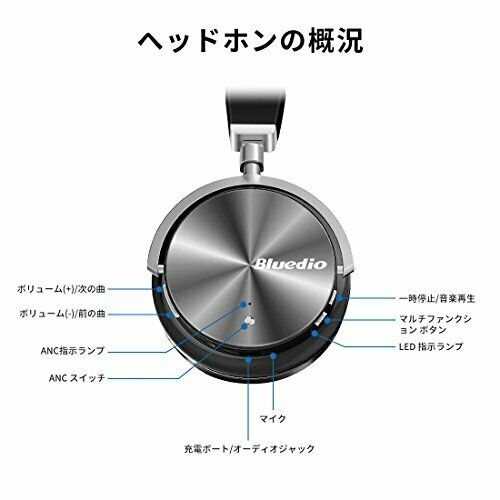 ヘッドホンの概況
Bluedio
ボリューム(+)/次の曲
ボリューム(-)/前の曲
ANC指示ランプ
ANC スイッチ
一時停止/音楽再生
マルチファンクシ
ョン ボタン
LED 指示ランプ
マイク
充電ポート/オーディオジャック